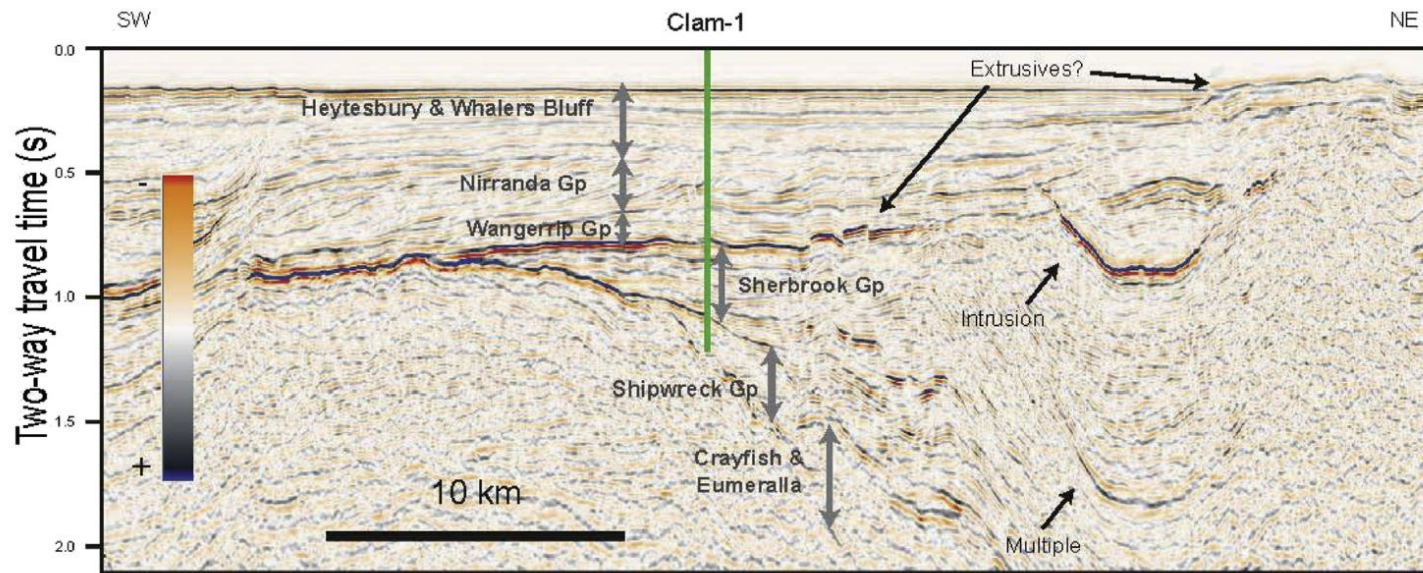 SW
Clam-1
NE
0.0
Extrusives?
Heytesbury & Whalers Bluff
0.5
-
Nirranda Gp
Wangerrip Gp
Two-way travel time (s)
Sherbrook Gp
1.0
Intrusion
Shipwreck Gp
1.5
+
Crayfish &
Eumeralla
10 km
Multiple
2.0